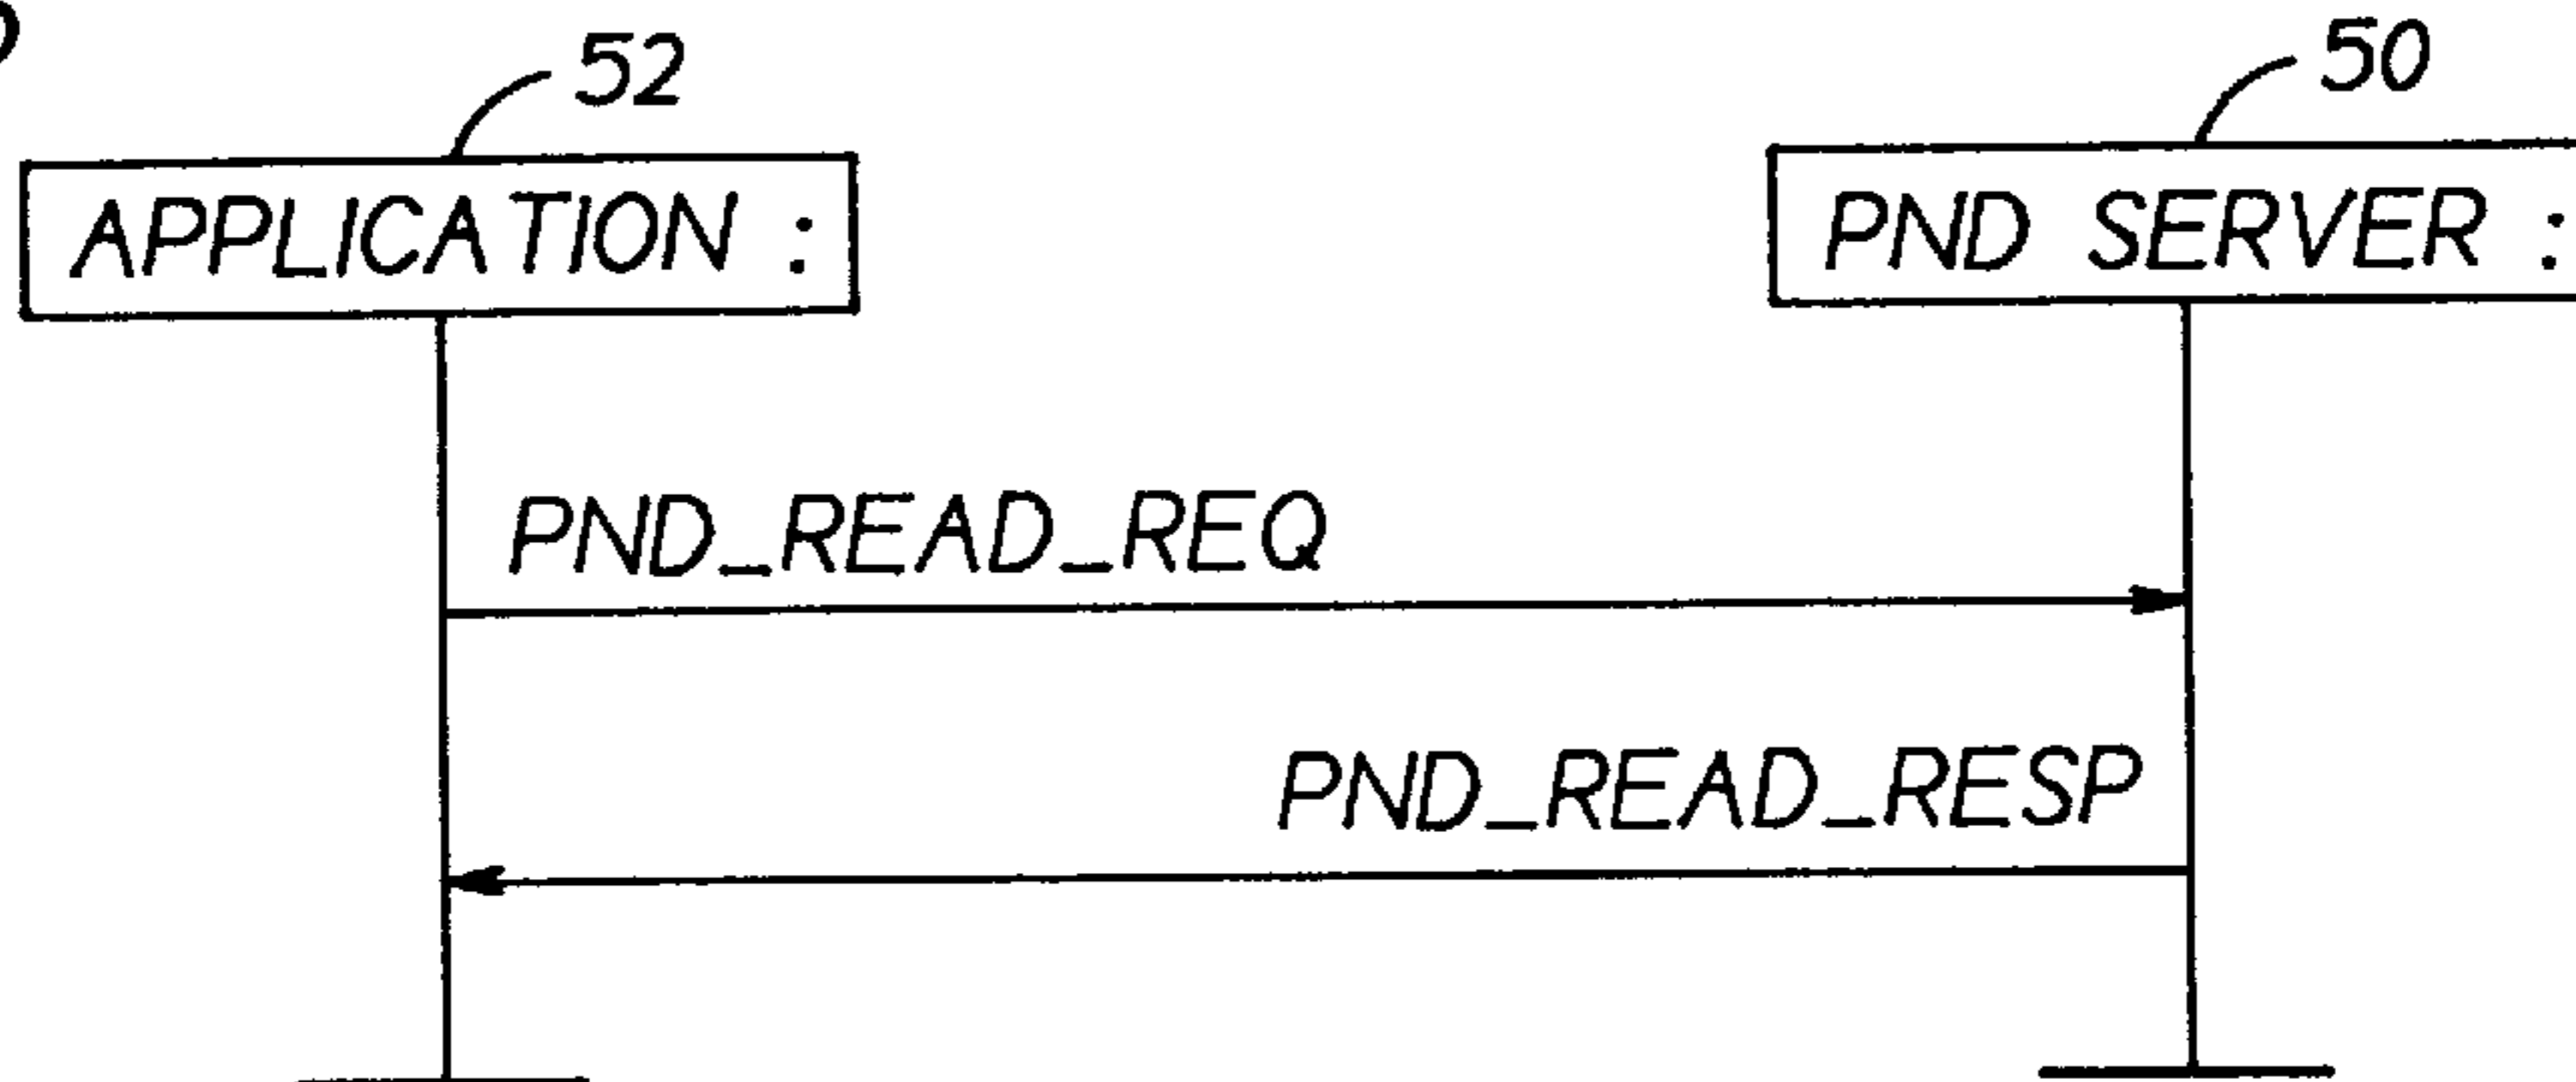 52
50
APPLICATION :
PND SERVER :
PND_READ_REQ
PND_READ_RESP